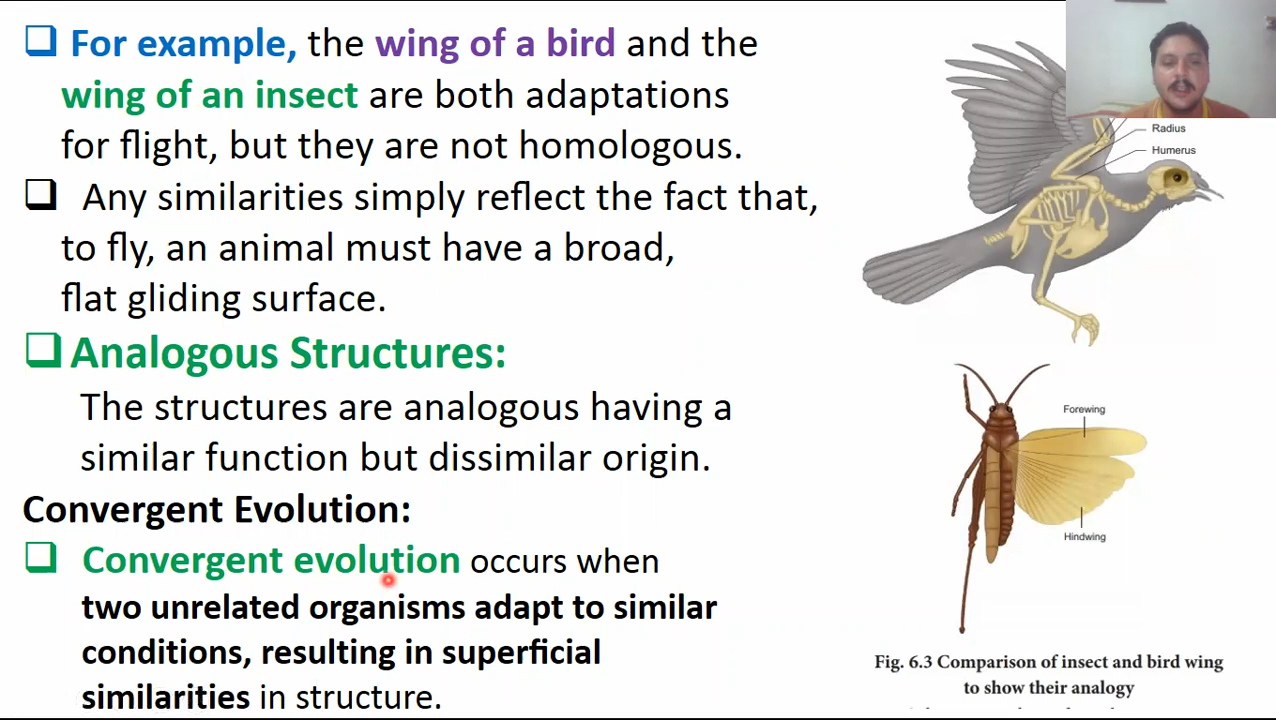 For example, the wing of a bird and the
wing of an insect are both adaptations
for flight, but they are not homologous.
Any similarities simply reflect the fact that,
to fly, an animal must have a broad,
flat gliding surface.
Analogous Structures:
The structures are analogous having a
similar function but dissimilar origin.
Convergent Evolution:
Convergent evolution occurs when
two unrelated organisms adapt to similar
conditions, resulting in superficial
similarities in structure.
Radius
Humerus
Forewing
Hindwing
Fig. 6.3 Comparison of insect and bird wing
to show their analogy